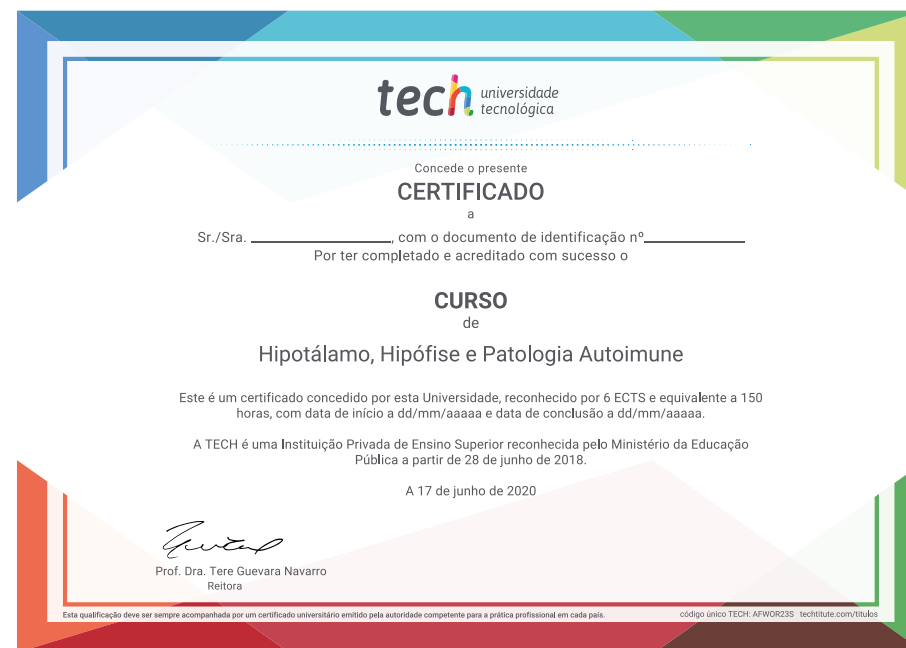 tech universidade
tecnológica
Concede o presente
CERTIFICADO
a
Sr./Sra. ____________, com o documento de identificação nº____________
Por ter completado e acreditado com sucesso o
CURSO
de
Hipotálamo, Hipófise e Patologia Autoimune
Este é um certificado concedido por esta Universidade, reconhecido por 6 ECTS e equivalente a 150
horas, com data de início a dd/mm/aaaaa e data de conclusão a dd/mm/aaaaa.
A TECH é uma Instituição Privada de Ensino Superior reconhecida pelo Ministério da Educação
Pública a partir de 28 de junho de 2018.
A 17 de junho de 2020
Prof. Dra. Tere Guevara Navarro
Reitora
Esta qualificação deve ser sempre acompanhada por um certificado universitário emitido pela autoridade competente para a prática profissional em cada país.
código único TECH: AFWOR23S techtitute.com/titulos